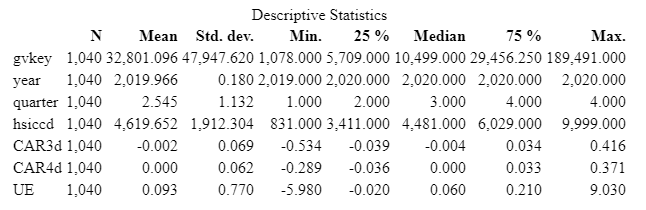 Descriptive Statistics
N Mean Std. dev. Min. 25 % Median 75 % Max.
gvkey 1,040 32,801.096 47,947.620 1,078.000 5,709.000 10,499.000 29,456.250 189,491.000
year 1,040 2,019.966 0.180 2,019.000 2,020.000 2,020.000 2,020.000 2,020.000
quarter 1,040 2.545 1.132 1.000 2.000 3.000 4.000 4.000
hsiccd 1,040 4,619.652 1,912.304 831.000 3,411.000 4,481.000 6,029.000 9,999.000
CAR3d 1,040 -0.002 0.069 -0.534 -0.039 -0.004 0.034 0.416
CAR4d 1,040 0.000 0.062 -0.289 -0.036 0.000 0.033 0.371
UE 1,040 0.093 0.770 -5.980 -0.020 0.060 0.210 9.030